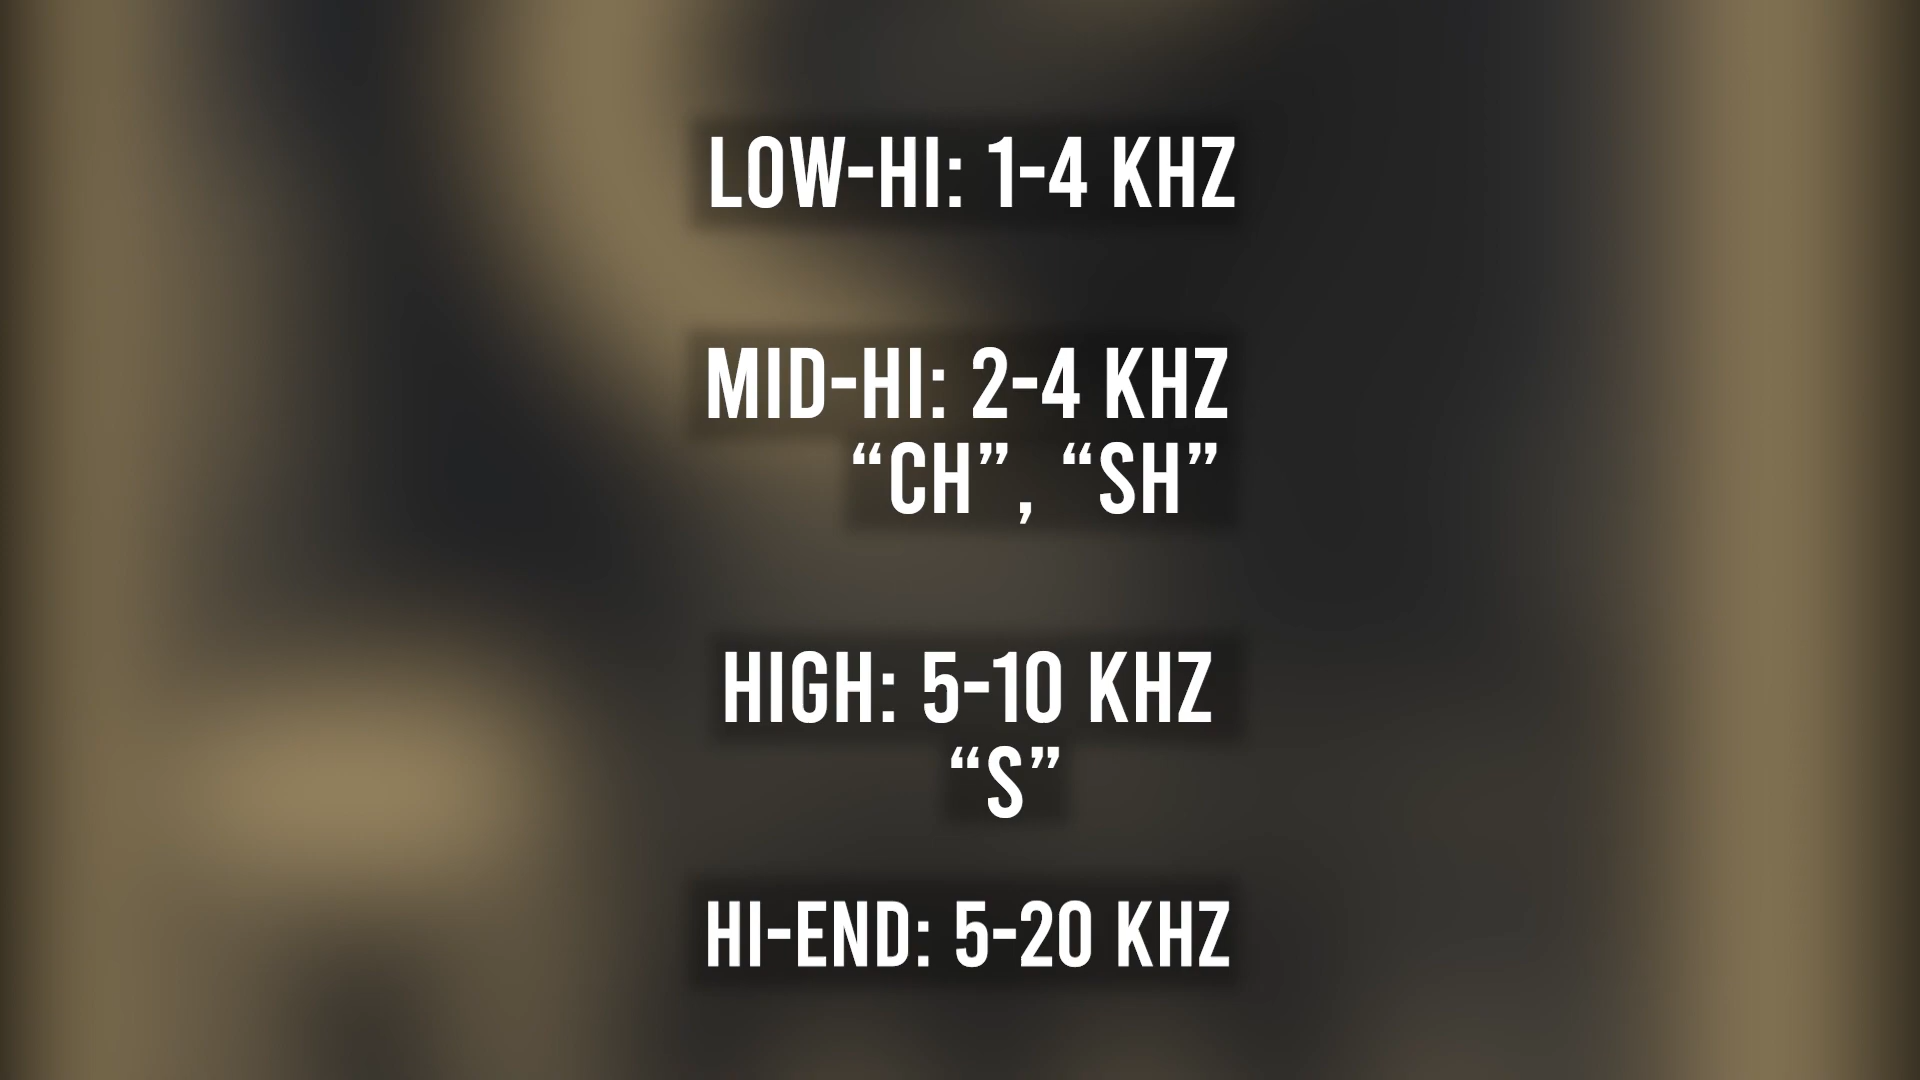 LOW-HI: 1-4 KHZ
MID-HI: 2-4 KHZ
“CH”, “SH”
HIGH: 5-10 KHZ
“S”
HI-END: 5-20 KHZ